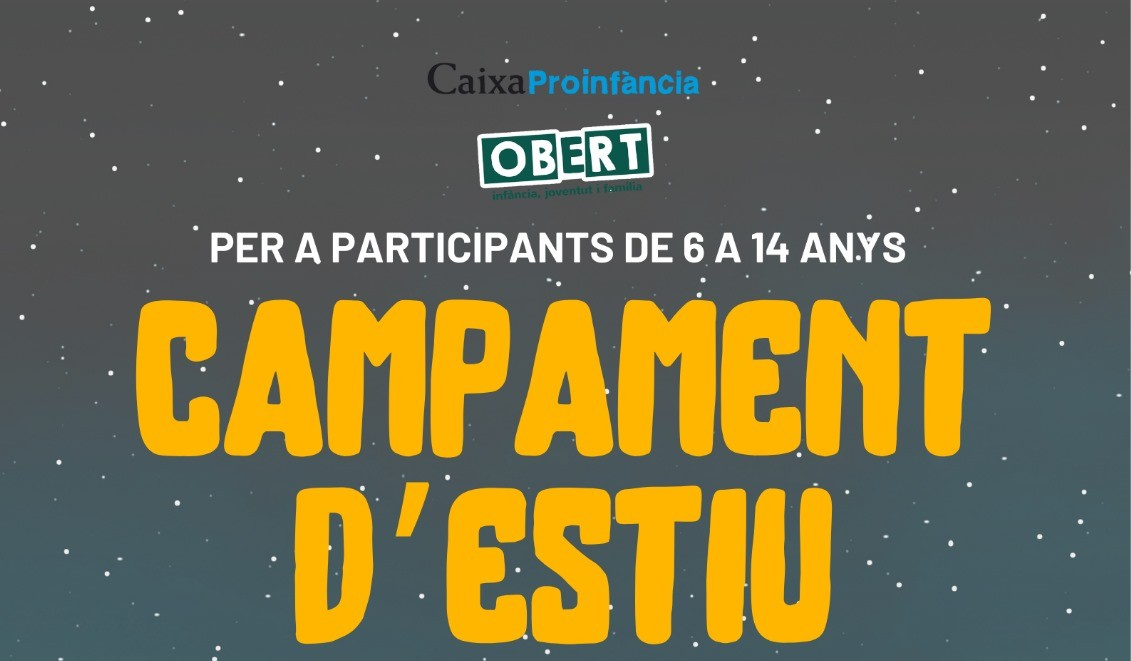 CaixaProinfància
OBERT
infància, joventut i família
PER A PARTICIPANTS DE 6 A 14 ANYS
CAMPAMENT
D'ESTIU